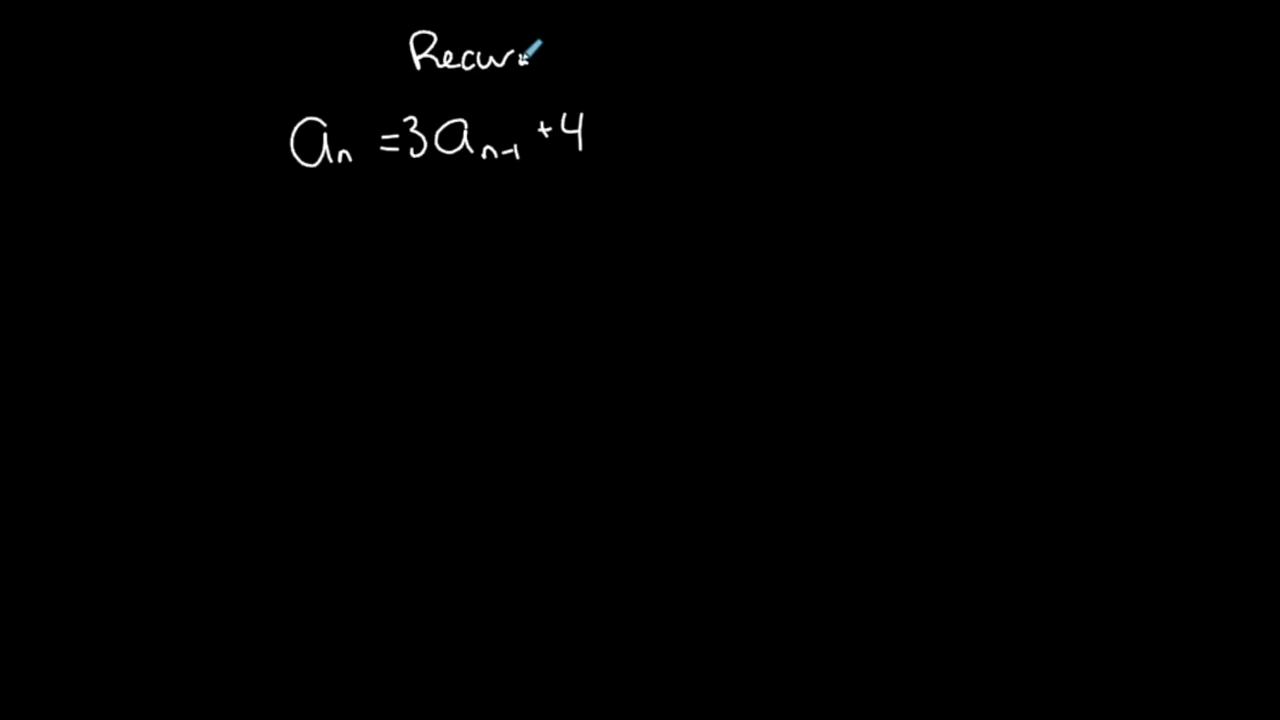 Recur
aₙ = 3aₙ₋₁ + 4